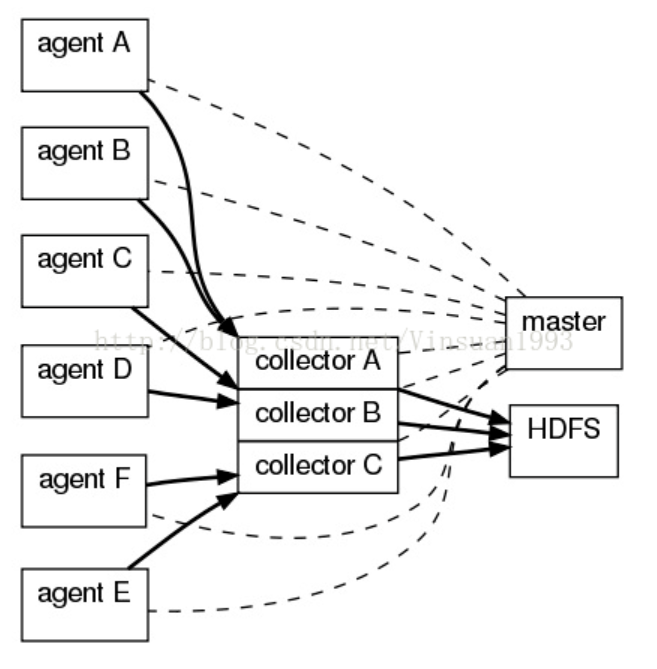 agent A
agent B
agent C
master
http://blog.csdn.net/Vinsuan1993
collector A
agent D
collector B
HDFS
collector C
agent F
agent E